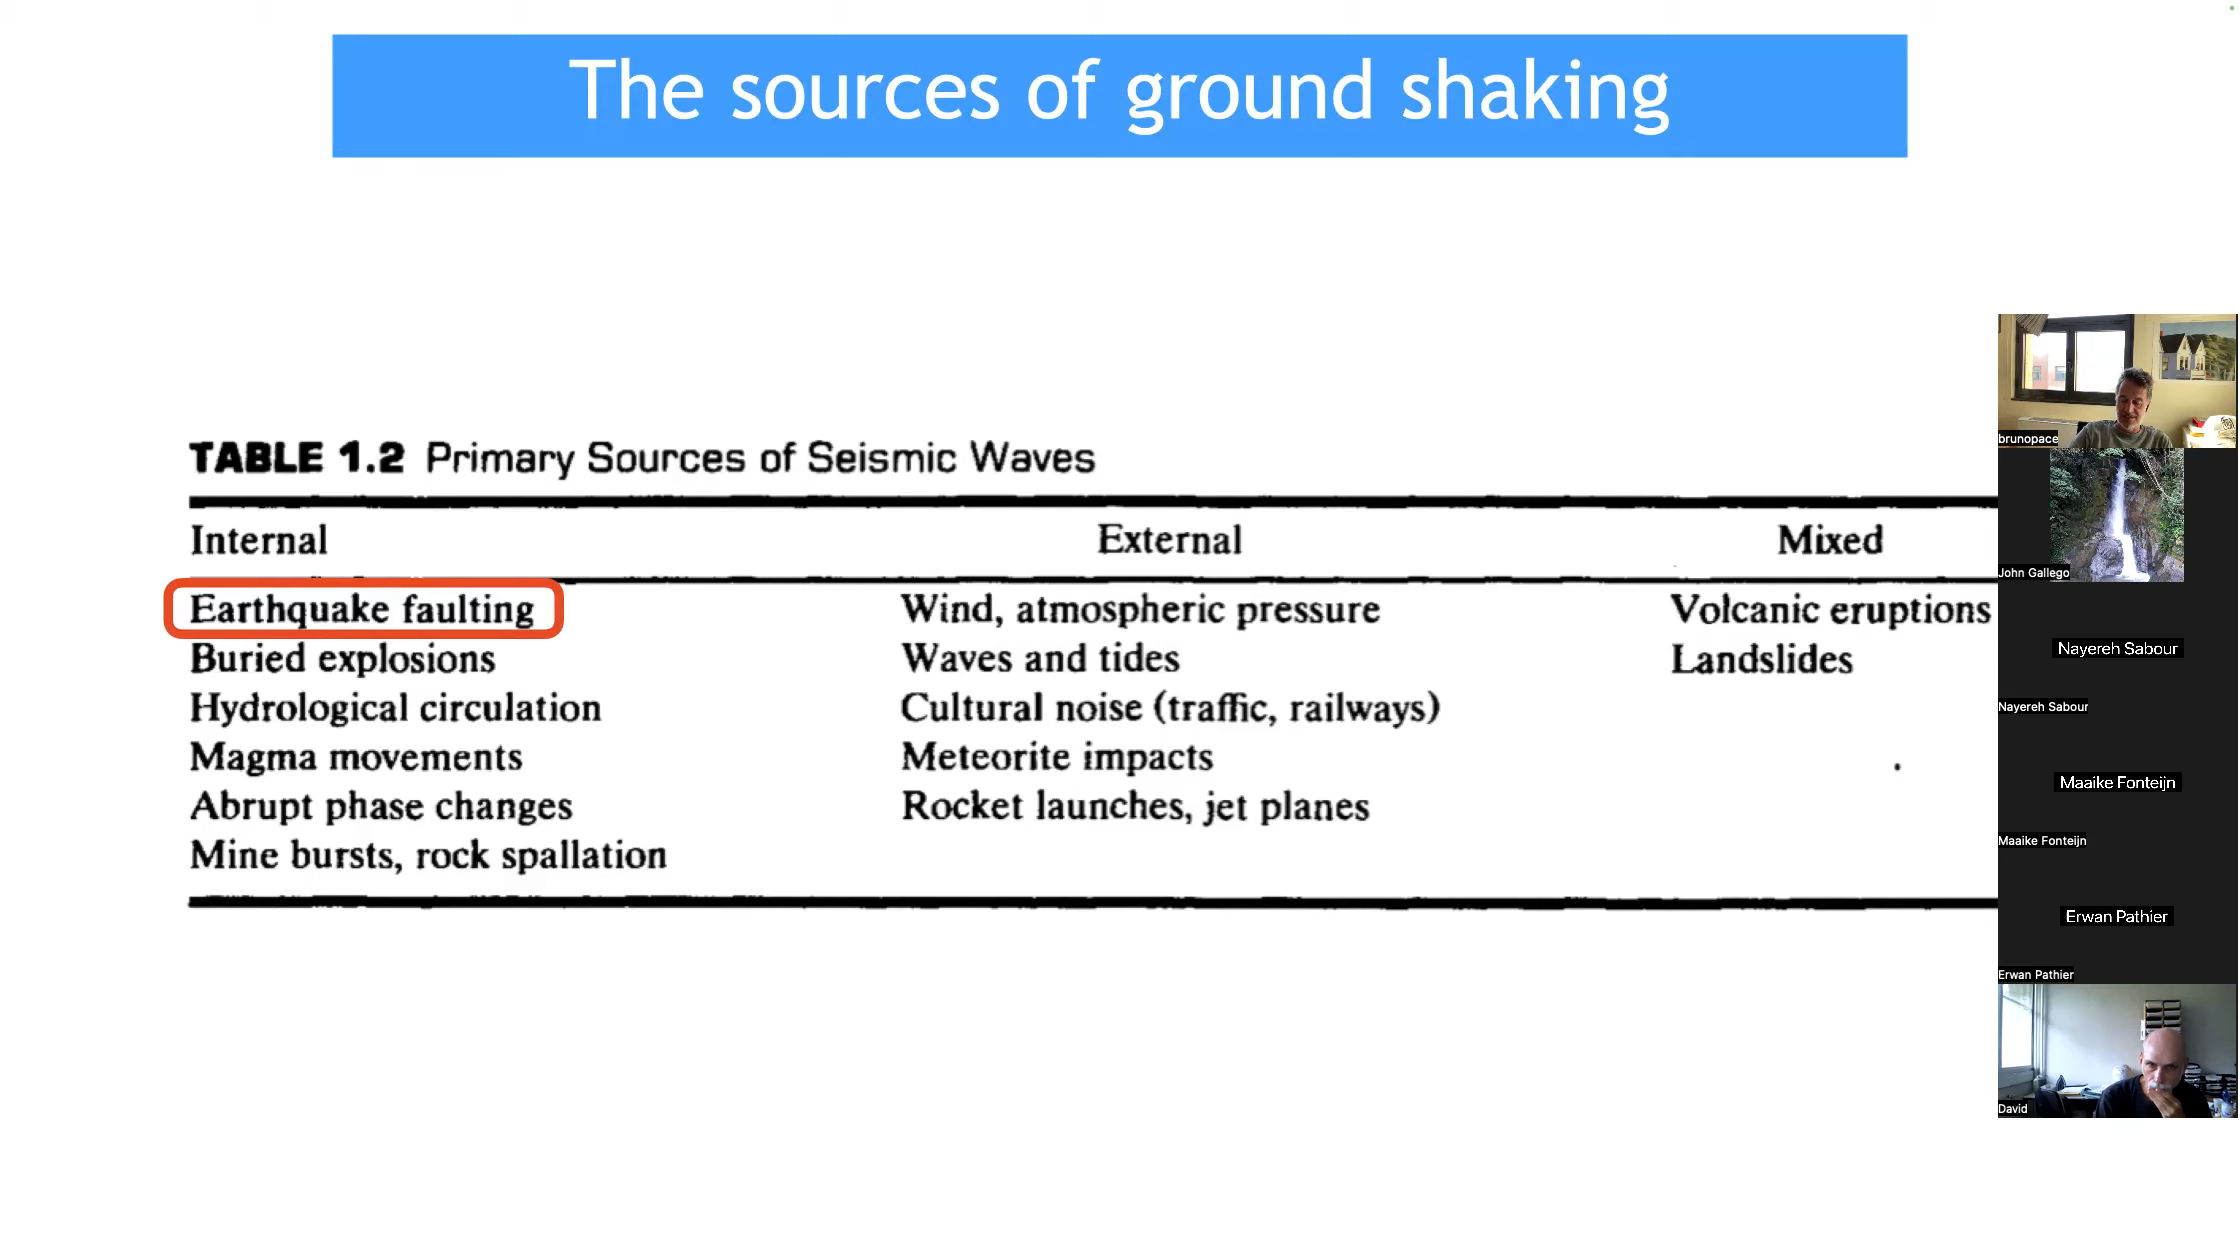 The sources of ground shaking
TABLE 1.2 Primary Sources of Seismic Waves
Internal External Mixed
Earthquake faulting Wind, atmospheric pressure Volcanic eruptions
Buried explosions Waves and tides Landslides
Hydrological circulation Cultural noise (traffic, railways)
Magma movements Meteorite impacts
Abrupt phase changes Rocket launches, jet planes
Mine bursts, rock spallation
brunopace
John Gallego
Nayereh Sabour
Nayereh Sabour
Maaike Fonteijn
Maaike Fonteijn
Erwan Pathier
Erwan Pathier
David